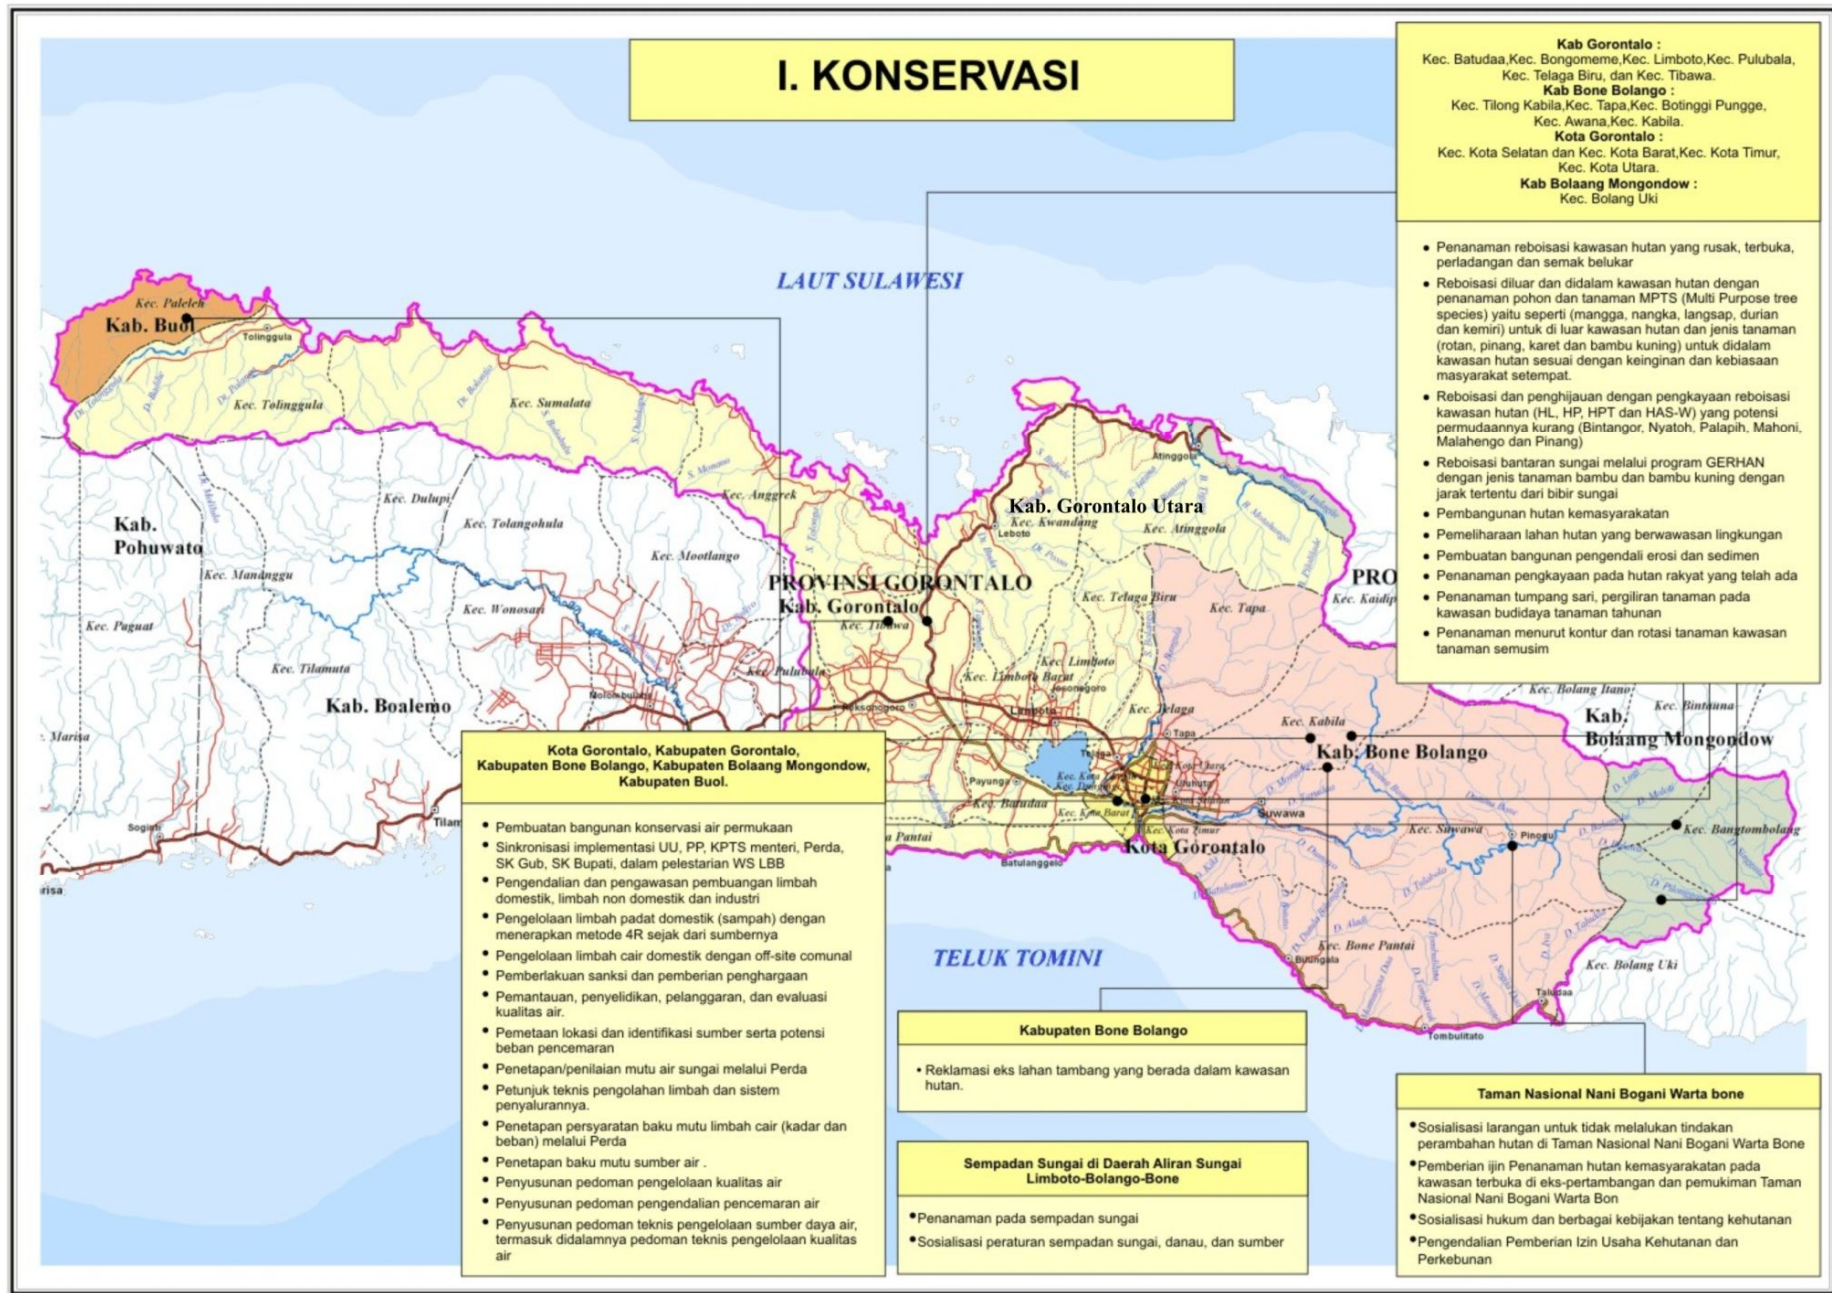 I. KONSERVASI
Kab Gorontalo :
Kec. Batudaa,Kec. Bongomeme,Kec. Limboto,Kec. Pulubala,
Kec. Telaga Biru, dan Kec. Tibawa.
Kab Bone Bolango :
Kec. Tilong Kabila,Kec. Tapa,Kec. Botinggi Pungge,
Kec. Awana,Kec. Kabila.
Kota Gorontalo :
Kec. Kota Selatan dan Kec. Kota Barat,Kec. Kota Timur,
Kec. Kota Utara.
Kab Bolaang Mongondow :
Kec. Bolang Uki
• Penanaman reboisasi kawasan hutan yang rusak, terbuka,
perladangan dan semak belukar
• Reboisasi diluar dan didalam kawasan hutan dengan
penanaman pohon dan tanaman MPTS (Multi Purpose tree
species) yaitu seperti (mangga, nangka, langsap, durian
dan kemiri) untuk di luar kawasan hutan dan jenis tanaman
(rotan, pinang, karet dan bambu kuning) untuk didalam
kawasan hutan sesuai dengan keinginan dan kebiasaan
masyarakat setempat.
• Reboisasi dan penghijauan dengan pengkayaan reboisasi
kawasan hutan (HL, HP, HPT dan HAS-W) yang potensi
permudaannya kurang (Bintangor, Nyatoh, Palapih, Mahoni,
Malahengo dan Pinang)
• Reboisasi bantaran sungai melalui program GERHAN
dengan jenis tanaman bambu dan bambu kuning dengan
jarak tertentu dari bibir sungai
• Pembangunan hutan kemasyarakatan
• Pemeliharaan lahan hutan yang berwawasan lingkungan
• Pembuatan bangunan pengendali erosi dan sedimen
• Penanaman pengkayaan pada hutan rakyat yang telah ada
• Penanaman tumpang sari, pergiliran tanaman pada
kawasan budidaya tanaman tahunan
• Penanaman menurut kontur dan rotasi tanaman kawasan
tanaman semusim
LAUT SULAWESI
Kec. Paleleh
Kab. Buol
Tolinggula
Kec. Tolinggula
Kec. Sumalata
Kec. Anggrek
Atinggola
Kab. Gorontalo Utara
Kec. Kwandang
Leboto
Kec. Atinggola
Kab.
Pohuwato
Kec. Dulupi
Kec. Tolangohula
Kec. Mootlango
Kec. Mananggu
Kec. Wonosari
Kec. Paguat
Kec. Tilamuta
Kab. Boalemo
PROVINSI GORONTALO
Kab. Gorontalo
Kec. Tibawa
Kec. Pulubala
Kec. Telaga Biru
Kec. Tapa
PRO
Kec. Kaidip
Kec. Limboto
Kec. Limboto Barat
Kec. Telaga
Tapa
Kec. Kabila
Kab. Bone Bolango
Kec. Bolang Itano
Kec. Bintauna
Kab.
Bolaang Mongondow
Payunga
Kec. Batudaa
Kec. Kota Barat
Kec. Kota Timur
Kota Gorontalo
Batulanggelo
Suwawa
Kec. Suwawa
Pinogu
Kec. Bangtombolang
Kec. Bone Pantai
Kec. Bolang Uki
Taludaa
Tombulitato
TELUK TOMINI
Kota Gorontalo, Kabupaten Gorontalo,
Kabupaten Bone Bolango, Kabupaten Bolaang Mongondow,
Kabupaten Buol.
• Pembuatan bangunan konservasi air permukaan
• Sinkronisasi implementasi UU, PP, KPTS menteri, Perda,
SK Gub, SK Bupati, dalam pelestarian WS LBB
• Pengendalian dan pengawasan pembuangan limbah
domestik, limbah non domestik dan industri
• Pengelolaan limbah padat domestik (sampah) dengan
menerapkan metode 4R sejak dari sumbernya
• Pengelolaan limbah cair domestik dengan off-site comunal
• Pemberlakuan sanksi dan pemberian penghargaan
• Pemantauan, penyelidikan, pelanggaran, dan evaluasi
kualitas air.
• Pemetaan lokasi dan identifikasi sumber serta potensi
beban pencemaran
• Penetapan/penilaian mutu air sungai melalui Perda
• Petunjuk teknis pengolahan limbah dan sistem
penyalurannya.
• Penetapan persyaratan baku mutu limbah cair (kadar dan
beban) melalui Perda
• Penetapan baku mutu sumber air .
• Penyusunan pedoman pengelolaan kualitas air
• Penyusunan pedoman pengendalian pencemaran air
• Penyusunan pedoman teknis pengelolaan sumber daya air,
termasuk didalamnya pedoman teknis pengelolaan kualitas
air
Kabupaten Bone Bolango
• Reklamasi eks lahan tambang yang berada dalam kawasan
hutan.
Sempadan Sungai di Daerah Aliran Sungai
Limboto-Bolango-Bone
• Penanaman pada sempadan sungai
• Sosialisasi peraturan sempadan sungai, danau, dan sumber
Taman Nasional Nani Bogani Warta bone
• Sosialisasi larangan untuk tidak melalukan tindakan
perambahan hutan di Taman Nasional Nani Bogani Warta Bone
• Pemberian ijin Penanaman hutan kemasyarakatan pada
kawasan terbuka di eks-pertambangan dan pemukiman Taman
Nasional Nani Bogani Warta Bon
• Sosialisasi hukum dan berbagai kebijakan tentang kehutanan
• Pengendalian Pemberian Izin Usaha Kehutanan dan
Perkebunan